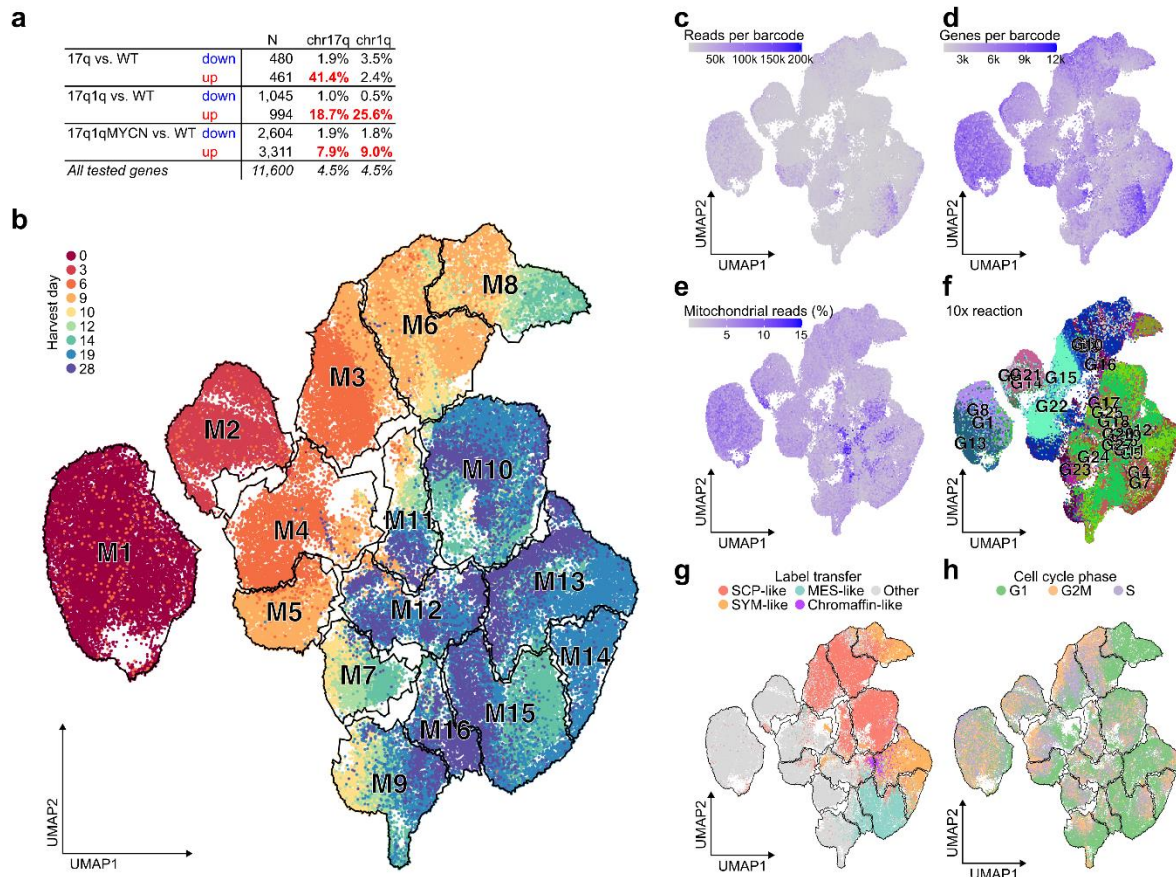 a
N chr17q chr1q
17q vs. WT down 480 1.9% 3.5%
up 461 41.4% 2.4%
17q1q vs. WT down 1,045 1.0% 0.5%
up 994 18.7% 25.6%
17q1qMYCN vs. WT down 2,604 1.9% 1.8%
up 3,311 7.9% 9.0%
All tested genes 11,600 4.5% 4.5%
b
Harvest day
0
3
6
9
10
12
14
19
28
M1
M2
M3
M4
M5
M6
M7
M8
M9
M10
M11
M12
M13
M14
M15
M16
UMAP2
UMAP1
c
Reads per barcode
50k 100k 150k 200k
UMAP2
UMAP1
d
Genes per barcode
3k 6k 9k 12k
UMAP2
UMAP1
e
Mitochondrial reads (%)
5 10 15
UMAP2
UMAP1
f
10x reaction
G16
G21
G14
G15
G22
G8
G1
G13
G17
G25
G18
G24
G23
G4
G7
UMAP2
UMAP1
g
Label transfer
SCP-like MES-like Other
SYM-like Chromaffin-like
UMAP2
UMAP1
h
Cell cycle phase
G1 G2M S
UMAP2
UMAP1